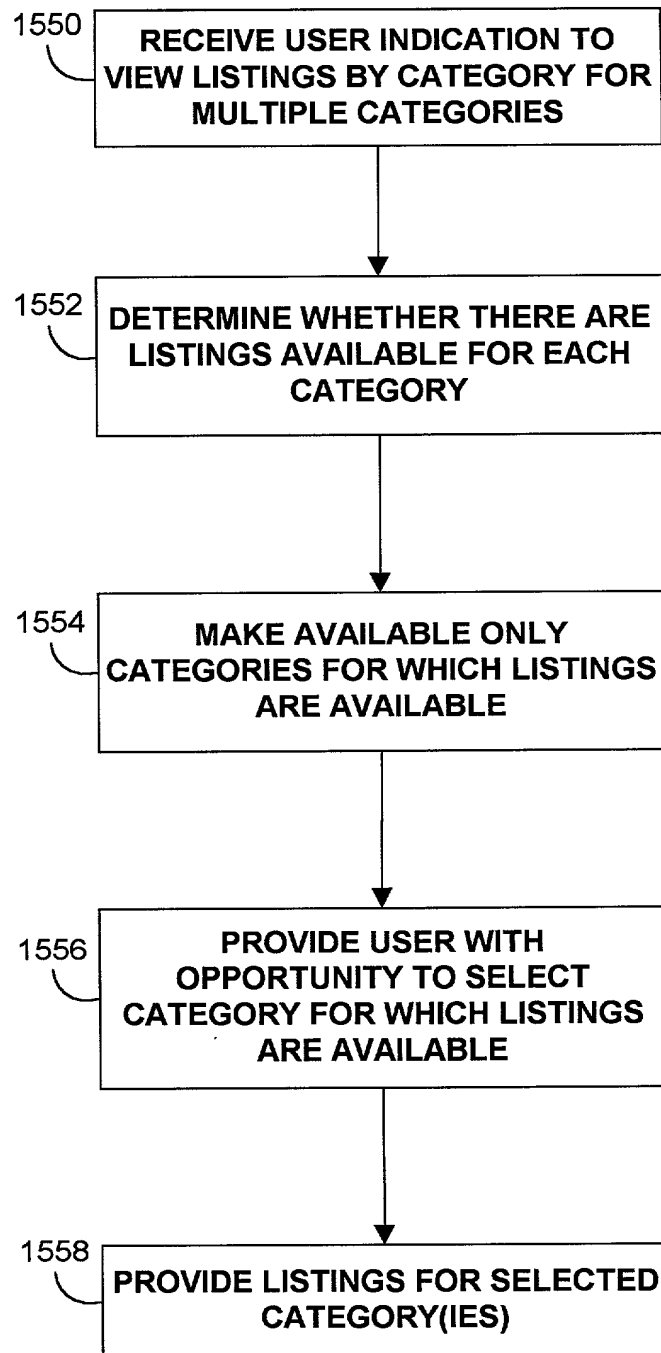 1550
RECEIVE USER INDICATION TO
VIEW LISTINGS BY CATEGORY FOR
MULTIPLE CATEGORIES
1552
DETERMINE WHETHER THERE ARE
LISTINGS AVAILABLE FOR EACH
CATEGORY
1554
MAKE AVAILABLE ONLY
CATEGORIES FOR WHICH LISTINGS
ARE AVAILABLE
1556
PROVIDE USER WITH
OPPORTUNITY TO SELECT
CATEGORY FOR WHICH LISTINGS
ARE AVAILABLE
1558
PROVIDE LISTINGS FOR SELECTED
CATEGORY(IES)